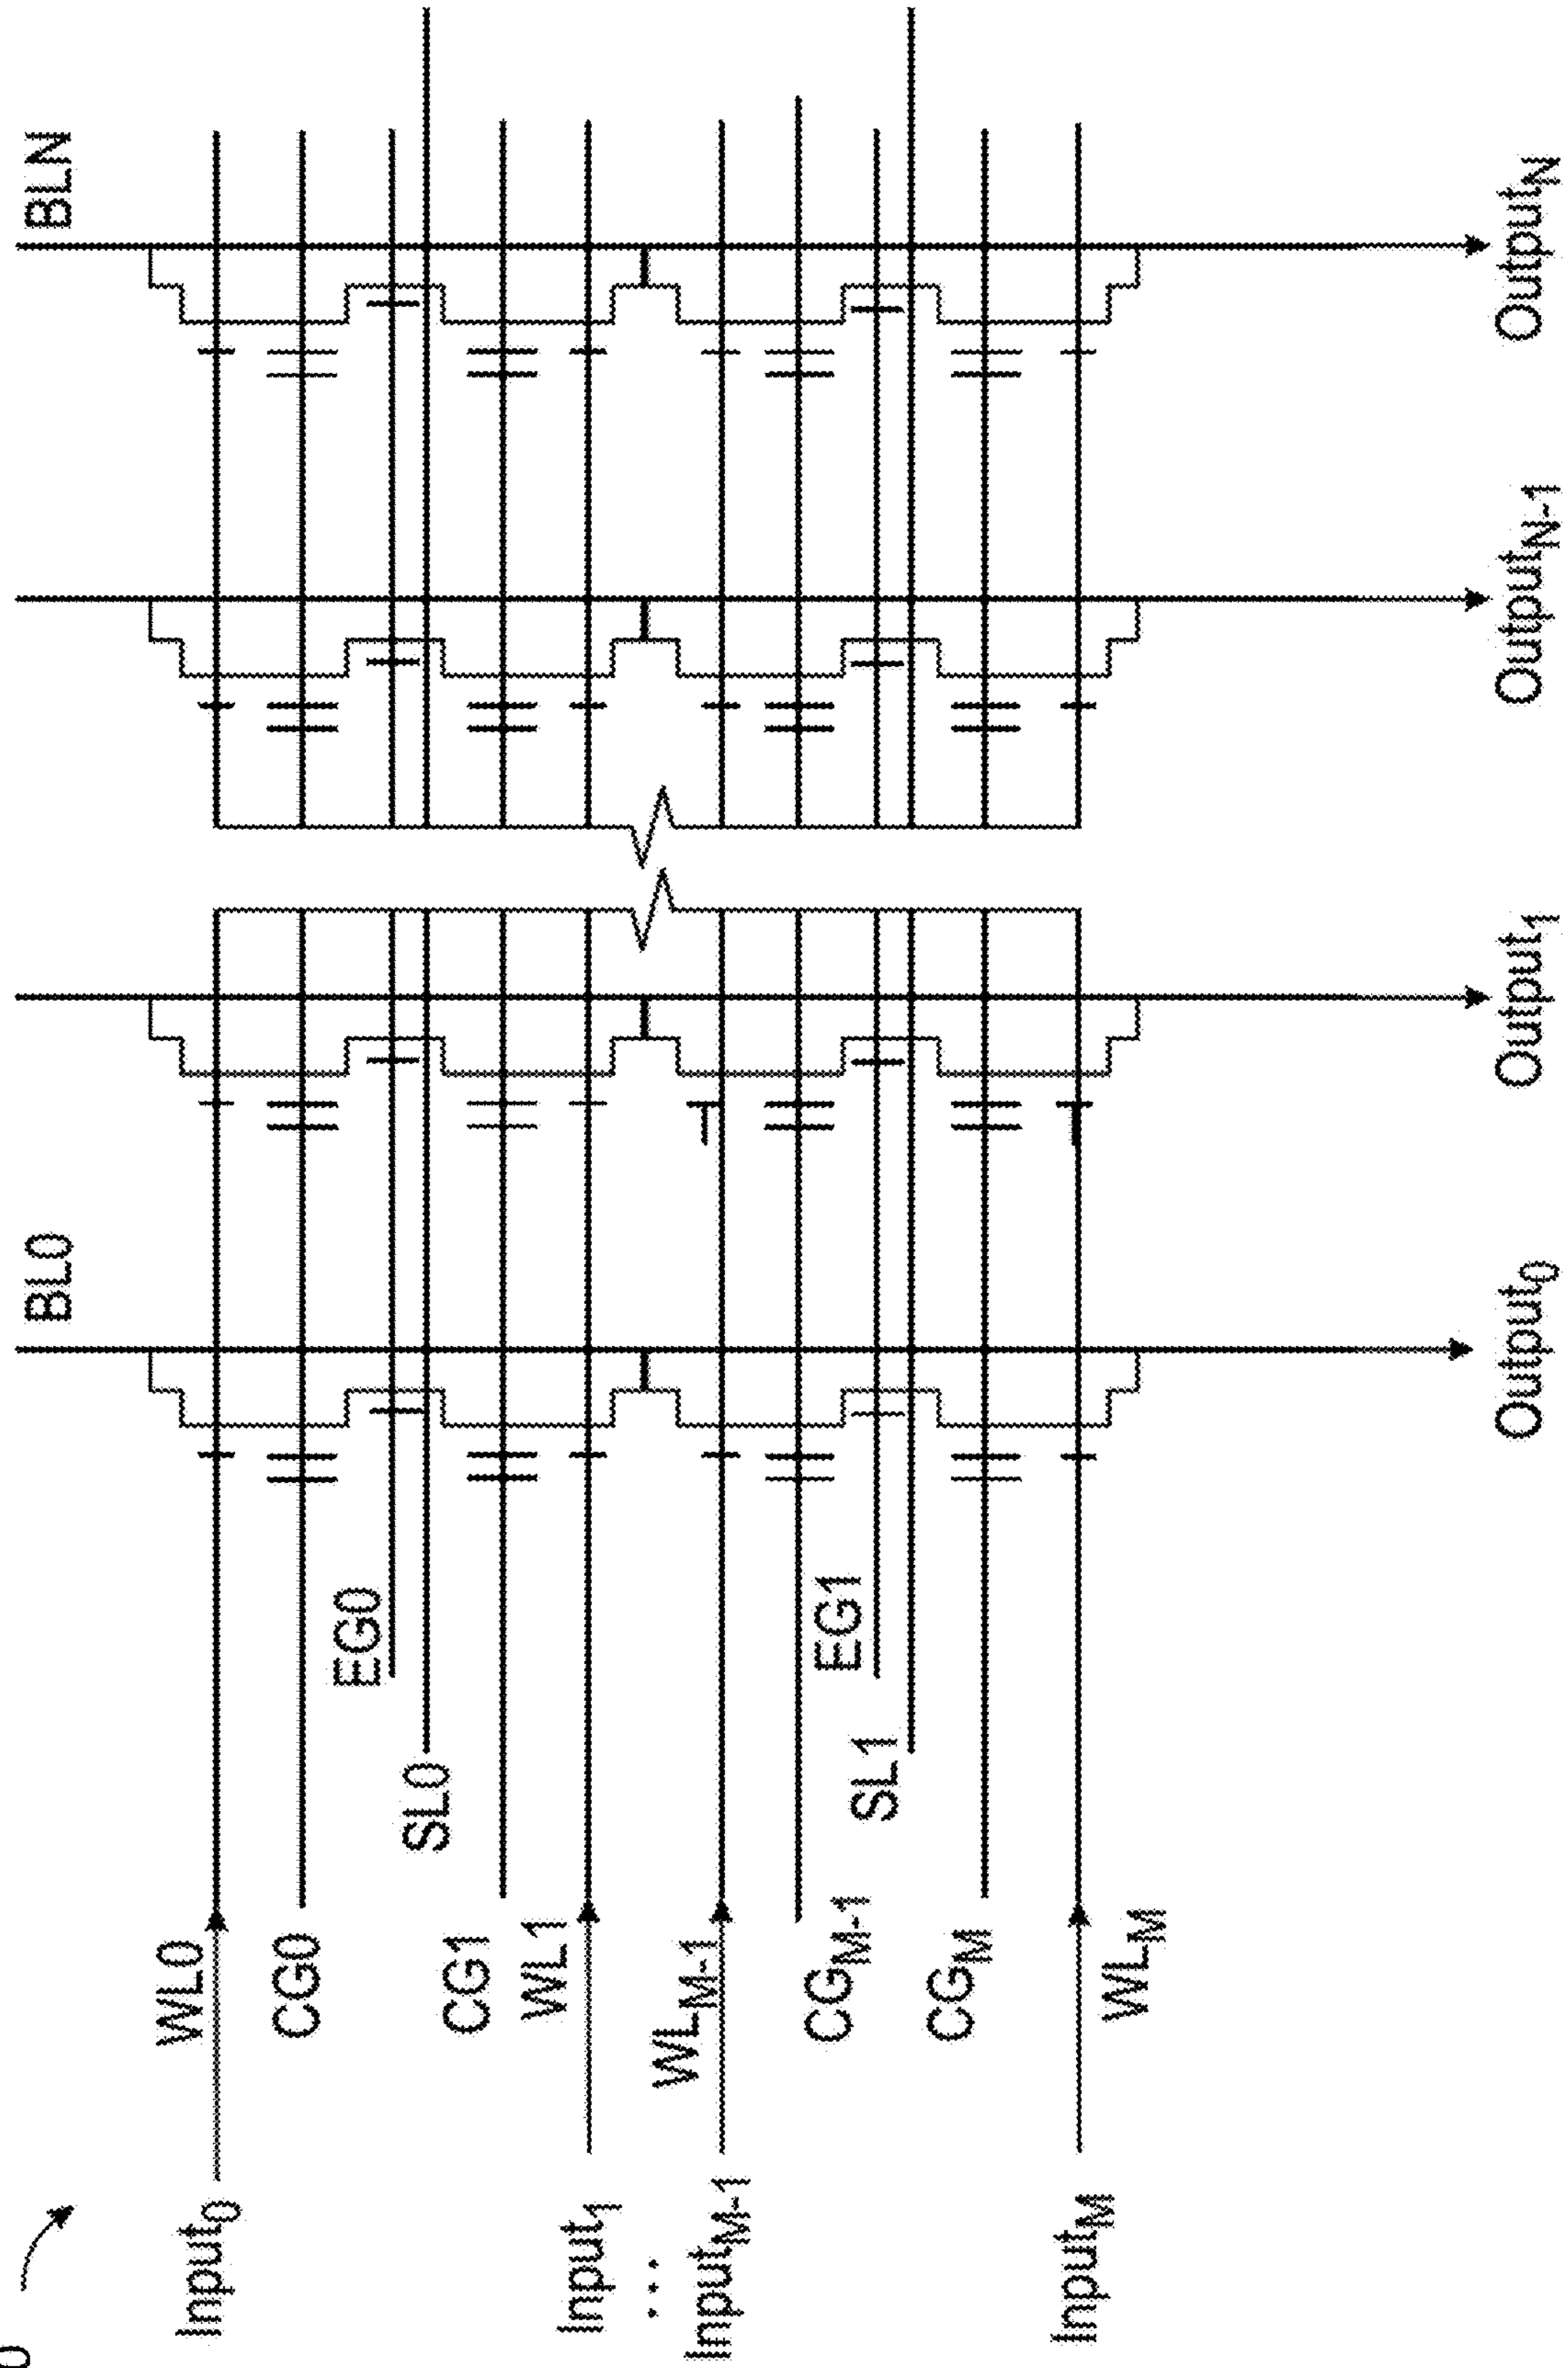 BL0
BLN
Input0
WL0
CG0
EG0
SL0
CG1
Input1
WL1
...
InputM-1
WLM-1
CGM-1
EG1
SL1
CGM
InputM
WLM
Output0
Output1
OutputN-1
OutputN